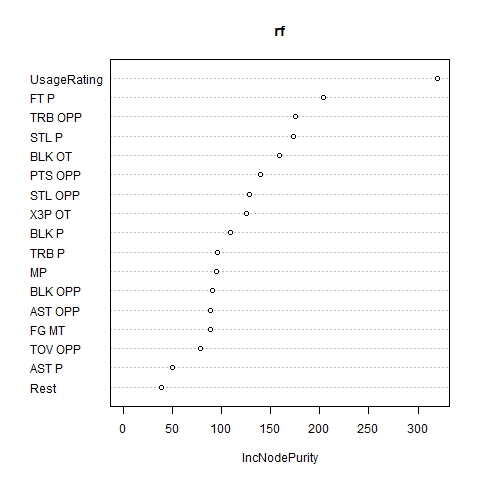 rf
UsageRating
FT P
TRB OPP
STL P
BLK OT
PTS OPP
STL OPP
X3P OT
BLK P
TRB P
MP
BLK OPP
AST OPP
FG MT
TOV OPP
AST P
Rest
0 50 100 150 200 250 300
IncNodePurity